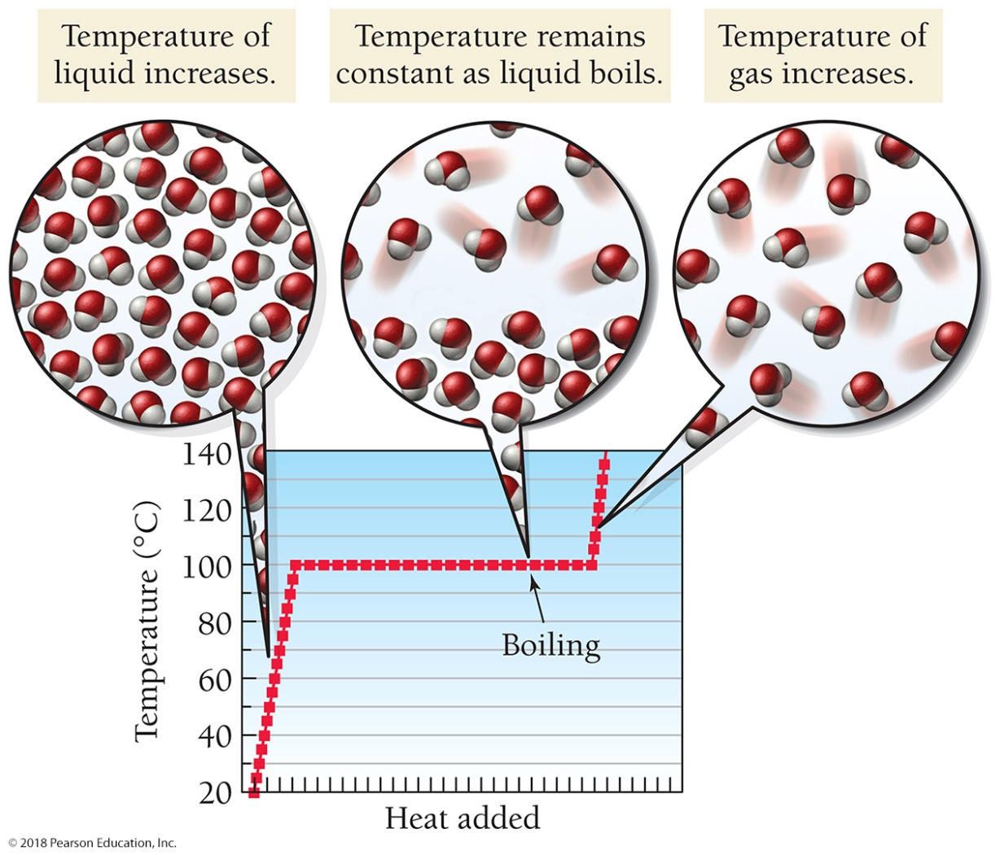 Temperature of
liquid increases.
Temperature remains
constant as liquid boils.
Temperature of
gas increases.
140
120
100
80
60
40
20
Temperature (°C)
Boiling
Heat added
© 2018 Pearson Education, Inc.